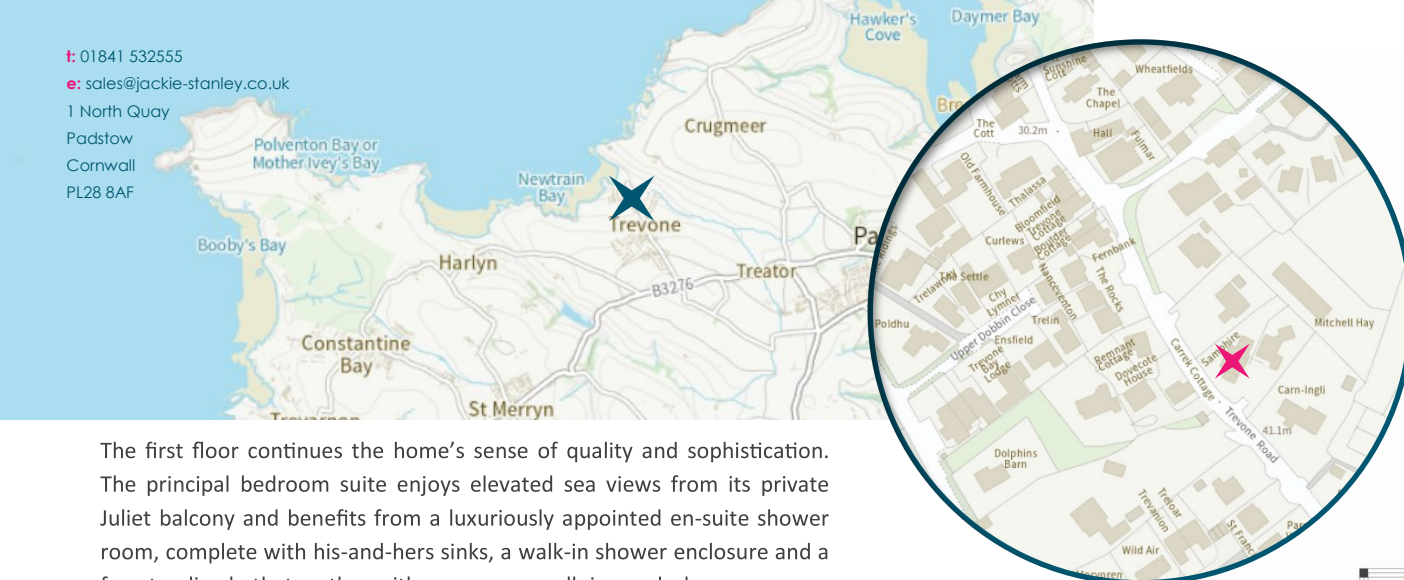 t: 01841 532555
e: sales@jackie-stanley.co.uk
1 North Quay
Padstow
Cornwall
PL28 8AF
Hawker's
Cove
Daymer Bay
Crugmeer
Polventon Bay or
Mother Ivey's Bay
Newtrain
Bay
Trevone
Booby's Bay
Harlyn
Treator
B3276
Constantine
Bay
St Merryn
Sunshine
Cott
Wheatfields
The
Chapel
The
Cott
30.2m
Hall
Fulmar
Old Farmhouse
Thalassa
Bloomfield
Trevone
Cottage
Boulder
Cottage
Curlews
Fernbank
The Settle
Trelawne
Chy
Lymner
Nanceventon
The Rocks
Poldhu
Upper Dobbin Close
Trelin
Ensfield
Trevone
Bay
Lodge
Remnant
Cottage
Dovecote
House
Carrek Cottage
Samphire
Mitchell Hay
Carn-Ingli
Trevone Road
41.1m
Dolphins
Barn
Treloar
Trevanion
Wild Air
The first floor continues the home's sense of quality and sophistication.
The principal bedroom suite enjoys elevated sea views from its private
Juliet balcony and benefits from a luxuriously appointed en-suite shower
room, complete with his-and-hers sinks, a walk-in shower enclosure and a